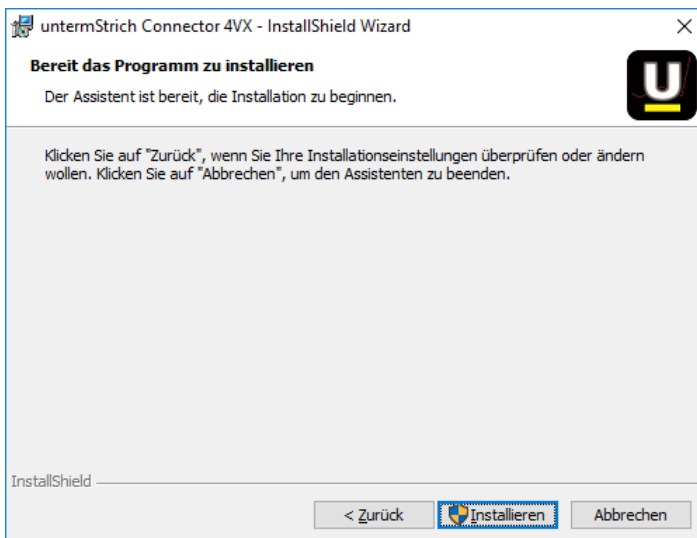 untermStrich Connector 4VX - InstallShield Wizard
Bereit das Programm zu installieren
Der Assistent ist bereit, die Installation zu beginnen.
U
Klicken Sie auf "Zurück", wenn Sie Ihre Installationseinstellungen überprüfen oder ändern
wollen. Klicken Sie auf "Abbrechen", um den Assistenten zu beenden.
InstallShield
< Zurück
Installieren
Abbrechen